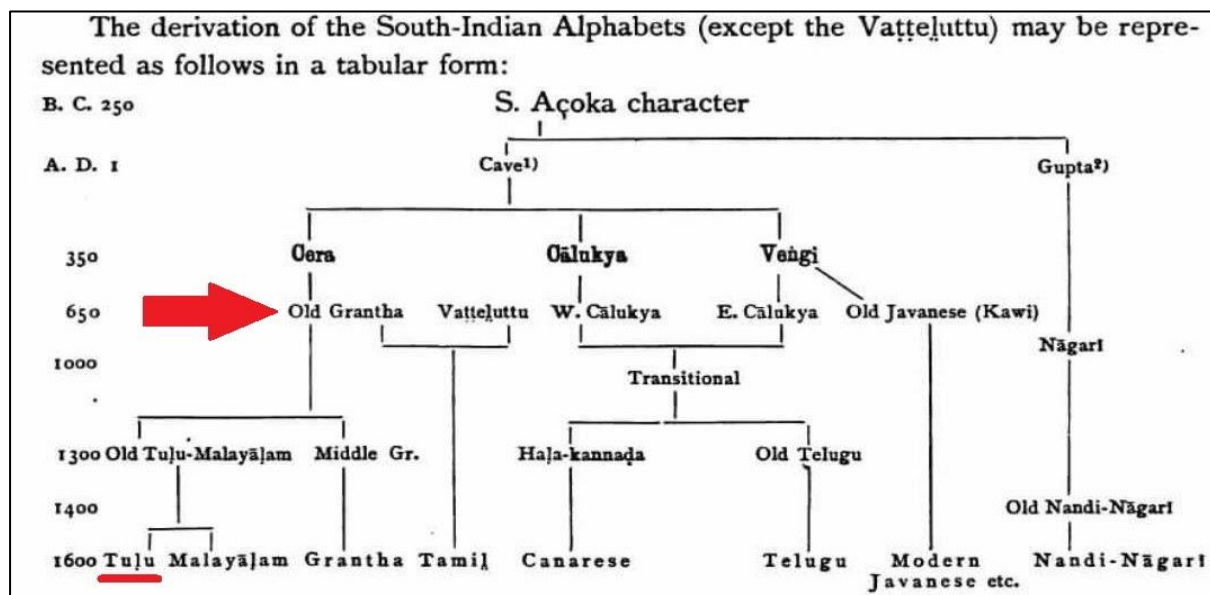 The derivation of the South-Indian Alphabets (except the Vaṭṭeḻuttu) may be repre-
sented as follows in a tabular form:
B. C. 250 S. Açoka character
A. D. 1 Cave¹) Gupta²)
350 Cera Cālukya Veṅgi
650 Old Grantha Vaṭṭeḻuttu W. Cālukya E. Cālukya Old Javanese (Kawi)
Nāgarī
1000
Transitional
1300 Old Tuḷu-Malayāḷam Middle Gr. Haḷa-kannaḍa Old Telugu
1400 Old Nandi-Nāgarī
1600 Tuḷu Malayāḷam Grantha Tamiḻ Canarese Telugu Modern Nandi-Nāgarī
Javanese etc.